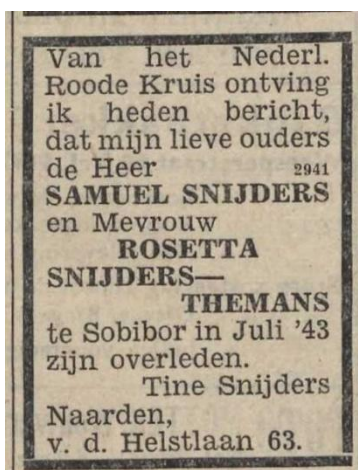 Van het Nederl.
Roode Kruis ontving
ik heden bericht,
dat mijn lieve ouders
de Heer 2941
SAMUEL SNIJDERS
en Mevrouw
ROSETTA
SNIJDERS—
THEMANS
te Sobibor in Juli '43
zijn overleden.
Tine Snijders
Naarden,
v. d. Helstlaan 63.